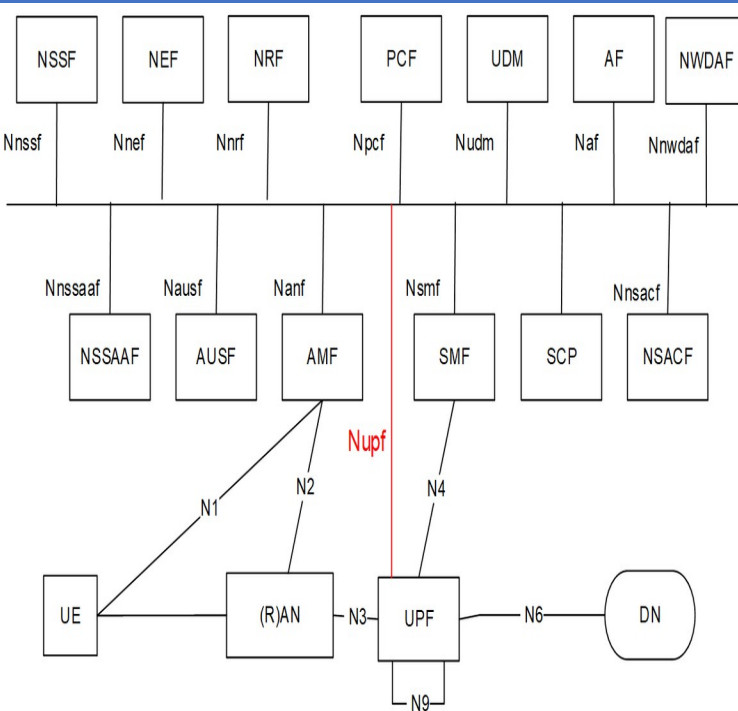 NSSF
NEF
NRF
PCF
UDM
AF
NWDAF
Nnssf
Nnef
Nnrf
Npcf
Nudm
Naf
Nnwdaf
Nnssaaf
Nausf
Nanf
Nsmf
Nnsacf
NSSAAF
AUSF
AMF
SMF
SCP
NSACF
Nupf
N1
N2
N4
UE
(R)AN
N3
UPF
N6
DN
N9